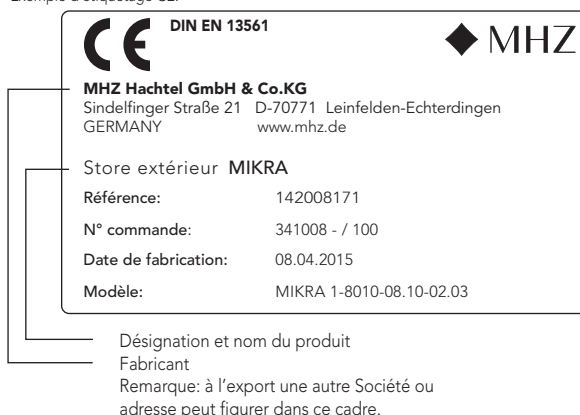 Exemple d'étiquetage CE:
CE DIN EN 13561
MHZ
MHZ Hachtel GmbH & Co.KG
Sindelfinger Straße 21 D-70771 Leinfelden-Echterdingen
GERMANY www.mhz.de
Store extérieur MIKRA
Référence: 142008171
N° commande: 341008 - / 100
Date de fabrication: 08.04.2015
Modèle: MIKRA 1-8010-08.10-02.03
Désignation et nom du produit
Fabricant
Remarque: à l'export une autre Société ou
adresse peut figurer dans ce cadre.